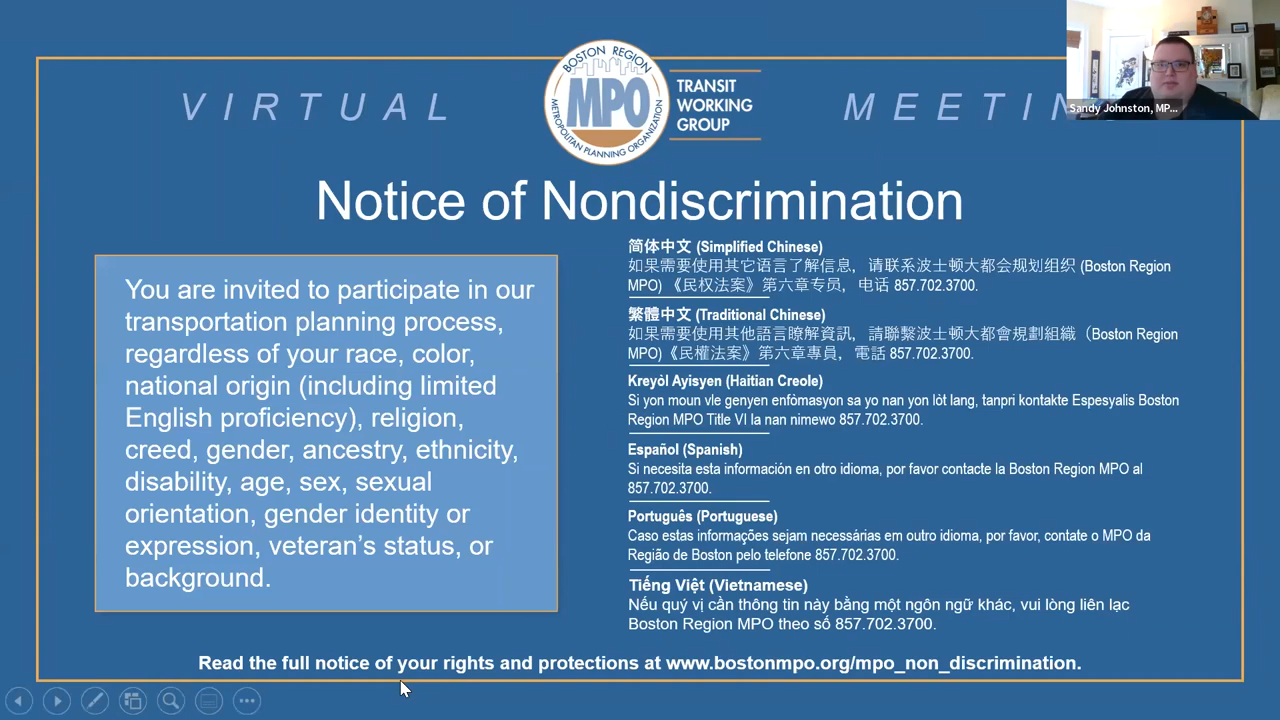 VIRTUAL
BOSTON REGION
MPO
METROPOLITAN PLANNING ORGANIZATION
TRANSIT
WORKING
GROUP
MEETIN
Sandy Johnston, MP...
Notice of Nondiscrimination
You are invited to participate in our
transportation planning process,
regardless of your race, color,
national origin (including limited
English proficiency), religion,
creed, gender, ancestry, ethnicity,
disability, age, sex, sexual
orientation, gender identity or
expression, veteran's status, or
background.
简体中文 (Simplified Chinese)
如果需要使用其它语言了解信息，请联系波士顿大都会规划组织 (Boston Region
MPO) 《民权法案》第六章专员，电话 857.702.3700.
繁體中文 (Traditional Chinese)
如果需要使用其他語言瞭解資訊，請聯繫波士顿大都會規劃組織（Boston Region
MPO)《民權法案》第六章專員，電話 857.702.3700.
Kreyòl Ayisyen (Haitian Creole)
Si yon moun vle genyen enfòmasyon sa yo nan yon lòt lang, tanpri kontakte Espesyalis Boston
Region MPO Title VI la nan nimewo 857.702.3700.
Español (Spanish)
Si necesita esta información en otro idioma, por favor contacte la Boston Region MPO al
857.702.3700.
Português (Portuguese)
Caso estas informações sejam necessárias em outro idioma, por favor, contate o MPO da
Região de Boston pelo telefone 857.702.3700.
Tiếng Việt (Vietnamese)
Nếu quý vị cần thông tin này bằng một ngôn ngữ khác, vui lòng liên lạc
Boston Region MPO theo số 857.702.3700.
Read the full notice of your rights and protections at www.bostonmpo.org/mpo_non_discrimination.